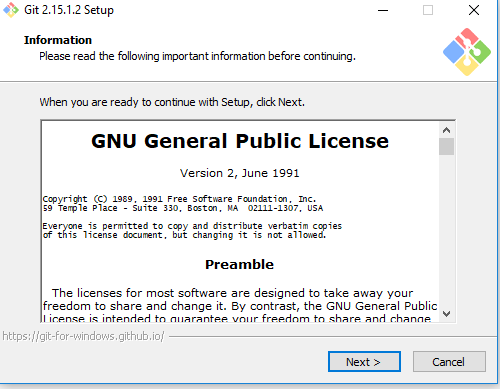 Git 2.15.1.2 Setup
Information
Please read the following important information before continuing.
When you are ready to continue with Setup, click Next.
GNU General Public License
Version 2, June 1991
Copyright (C) 1989, 1991 Free Software Foundation, Inc.
59 Temple Place - Suite 330, Boston, MA  02111-1307, USA
Everyone is permitted to copy and distribute verbatim copies
of this license document, but changing it is not allowed.
Preamble
The licenses for most software are designed to take away your
freedom to share and change it. By contrast, the GNU General Public
License is intended to guarantee your freedom to share and change
https://git-for-windows.github.io/
Next >
Cancel